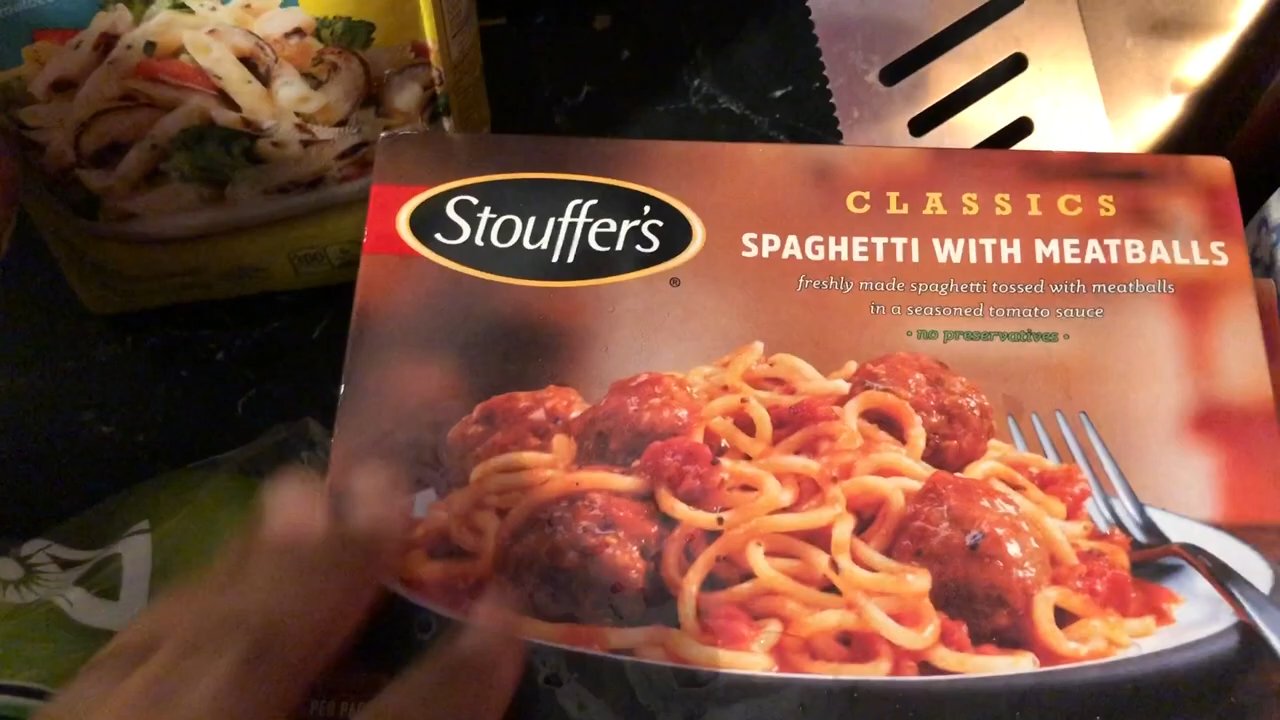 Stouffer's
®
CLASSICS
SPAGHETTI WITH MEATBALLS
freshly made spaghetti tossed with meatballs
in a seasoned tomato sauce
• no preservatives •